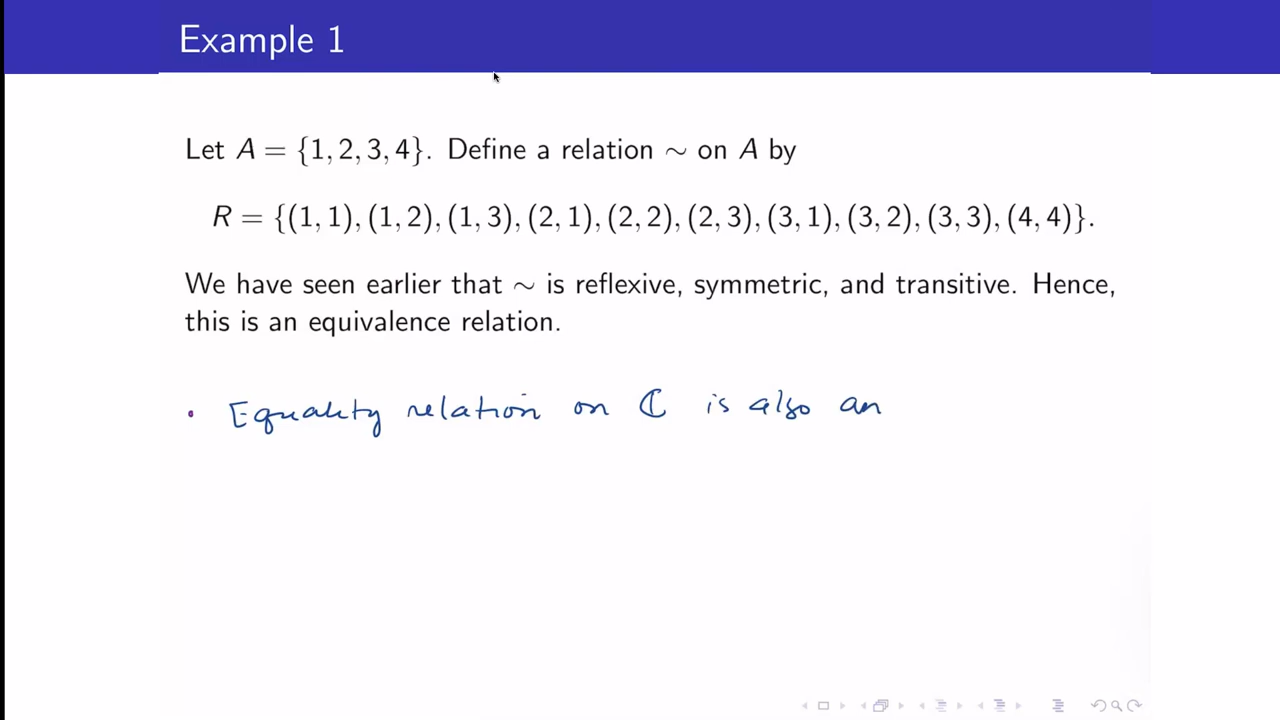 Example 1
Let A = {1, 2, 3, 4}. Define a relation ∼ on A by
R = {(1, 1), (1, 2), (1, 3), (2, 1), (2, 2), (2, 3), (3, 1), (3, 2), (3, 3), (4, 4)}.
We have seen earlier that ∼ is reflexive, symmetric, and transitive. Hence,
this is an equivalence relation.
• Equality relation on ℂ is also an